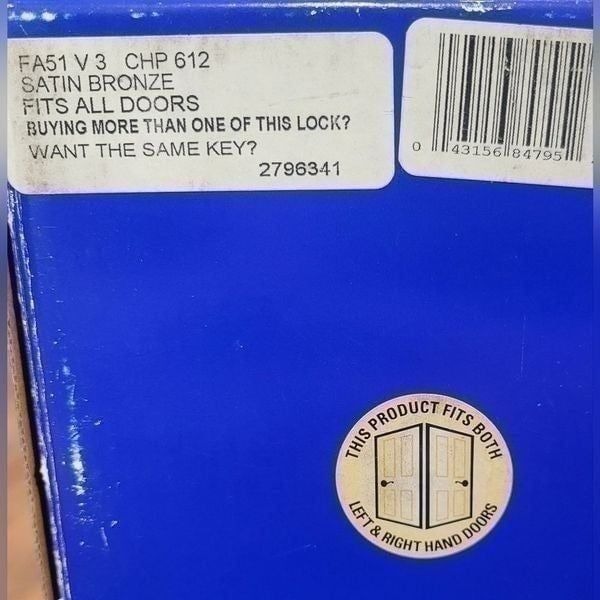 FA51 V 3 CHP 612
SATIN BRONZE
FITS ALL DOORS
BUYING MORE THAN ONE OF THIS LOCK?
WANT THE SAME KEY?
2796341
0 43156 84795
THIS PRODUCT FITS BOTH
LEFT & RIGHT HAND DOORS